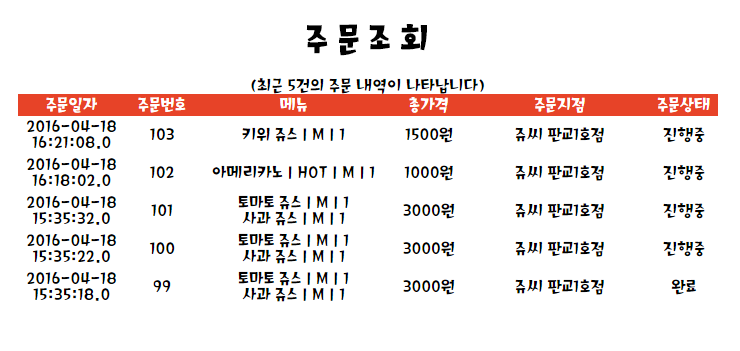 주문조회
(최근 5건의 주문 내역이 나타납니다)
주문일자 주문번호 메뉴 총가격 주문지점 주문상태
2016-04-18 16:21:08.0 103 키위 쥬스 | M | 1 1500원 쥬씨 판교1호점 진행중
2016-04-18 16:18:02.0 102 아메리카노 | HOT | M | 1 1000원 쥬씨 판교1호점 진행중
2016-04-18 15:35:32.0 101 토마토 쥬스 | M | 1 사과 쥬스 | M | 1 3000원 쥬씨 판교1호점 진행중
2016-04-18 15:35:22.0 100 토마토 쥬스 | M | 1 사과 쥬스 | M | 1 3000원 쥬씨 판교1호점 진행중
2016-04-18 15:35:18.0 99 토마토 쥬스 | M | 1 사과 쥬스 | M | 1 3000원 쥬씨 판교1호점 완료